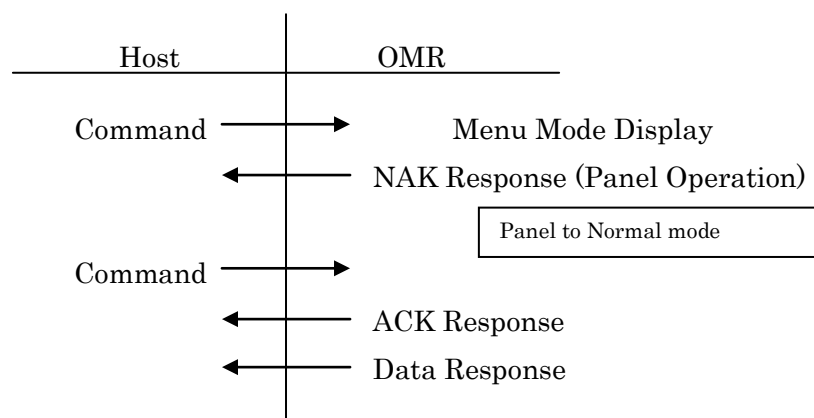 Host OMR
Command Menu Mode Display
NAK Response (Panel Operation)
Panel to Normal mode
Command
ACK Response
Data Response